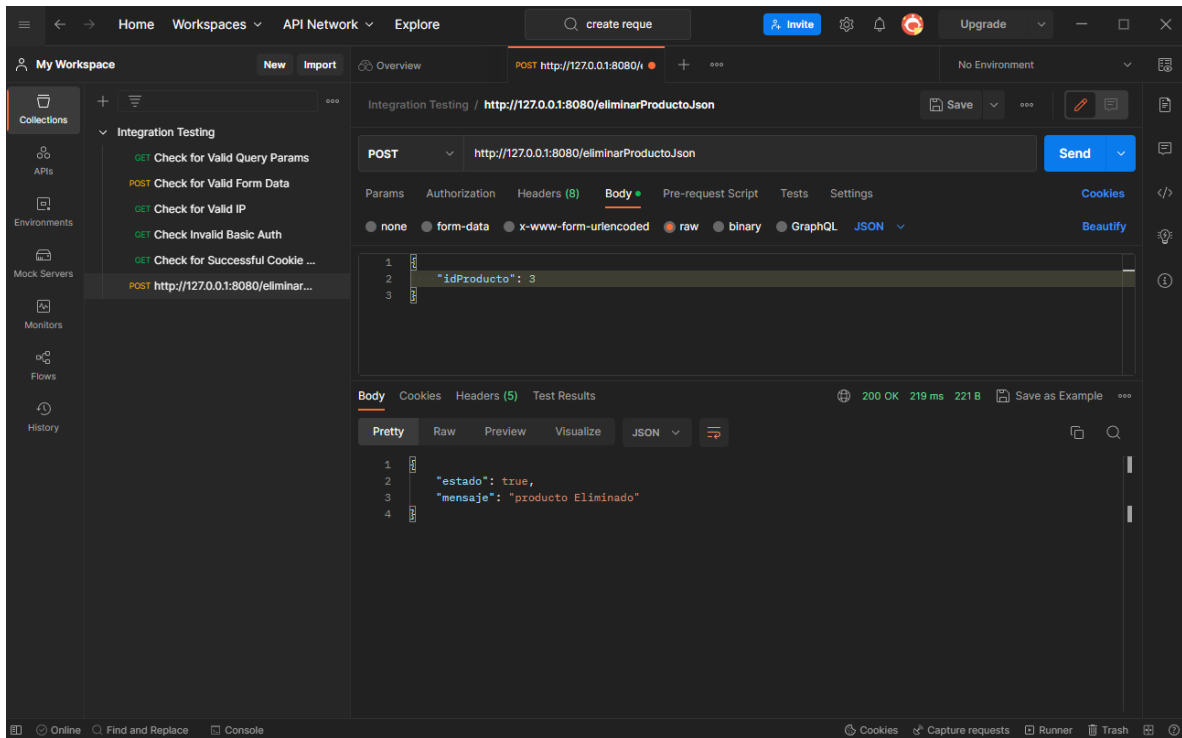 Home Workspaces API Network Explore create reque Invite Upgrade
My Workspace New Import Overview POST http://127.0.0.1:8080/e No Environment
Collections
APIs
Environments
Mock Servers
Monitors
Flows
History
Integration Testing
GET Check for Valid Query Params
POST Check for Valid Form Data
GET Check for Valid IP
GET Check Invalid Basic Auth
GET Check for Successful Cookie ...
POST http://127.0.0.1:8080/eliminar...
Integration Testing / http://127.0.0.1:8080/eliminarProductoJson Save
POST http://127.0.0.1:8080/eliminarProductoJson Send
Params Authorization Headers (8) Body Pre-request Script Tests Settings Cookies
none form-data x-www-form-urlencoded raw binary GraphQL JSON Beautify
1 {
2 "idProducto": 3
3 }
Body Cookies Headers (5) Test Results 200 OK 219 ms 221 B Save as Example
Pretty Raw Preview Visualize JSON
1 {
2 "estado": true,
3 "mensaje": "producto Eliminado"
4 }
Online Find and Replace Console Cookies Capture requests Runner Trash